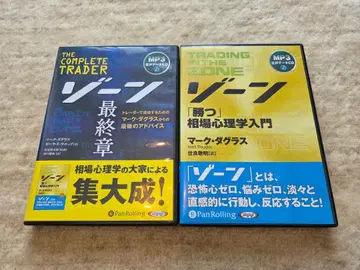 THE COMPLETE
TRADER
MP3
ゾーン
最終章
トレーダーで成功するための
マーク・ダグラスからの
最後のアドバイス
相場心理学の大家による
集大成!
PanRolling
TRADING
IN THE
ZONE
MP3
ゾーン
「勝つ」
相場心理学入門
マーク・ダグラス
世良敬明[訳]
「ゾーン」とは、
恐怖心ゼロ、悩みゼロ、淡々と
直感的に行動し、反応すること!
PanRolling